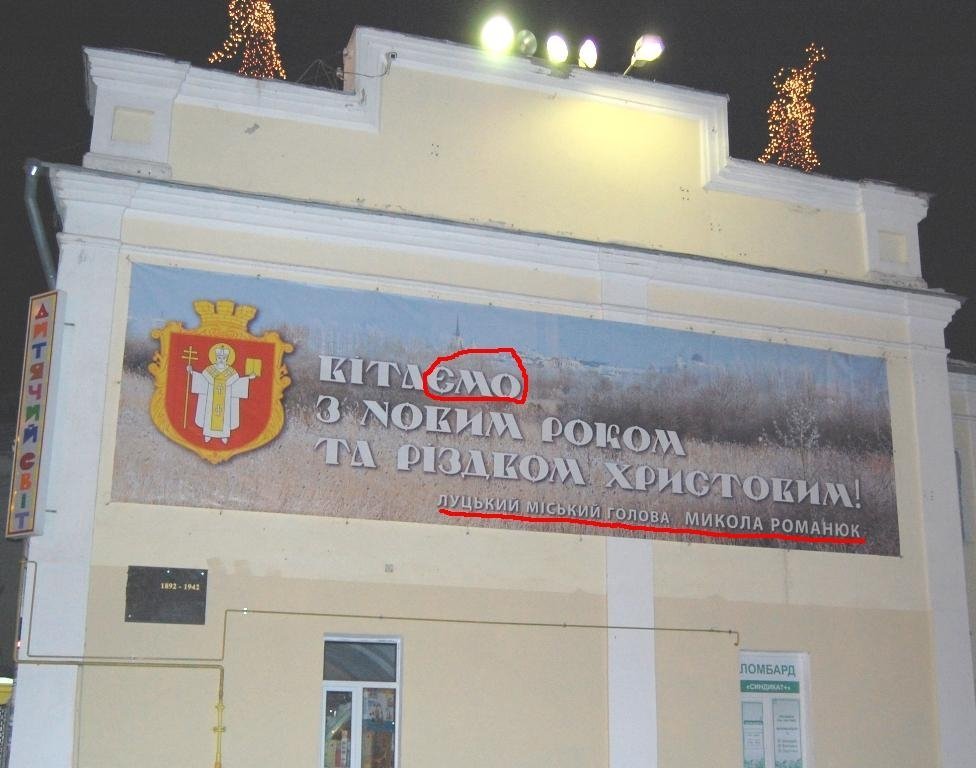 ВІТАЄМО
З НОВИМ РОКОМ
ТА РІЗДВОМ ХРИСТОВИМ!
ЛУЦЬКИЙ МІСЬКИЙ ГОЛОВА МИКОЛА РОМАНЮК
ДИТЯЧИЙ СВІТ
1892 - 1942
ЛОМБАРД
«СИНДИКАТ+»